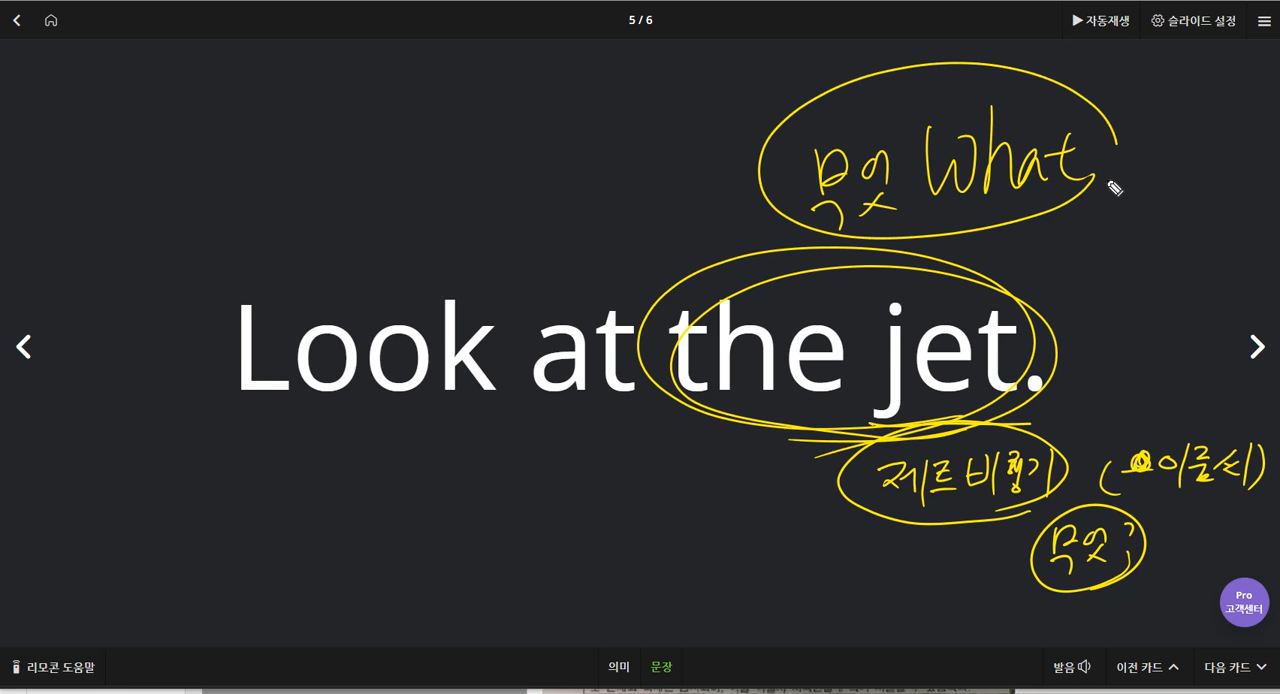 5 / 6
▶ 자동재생
슬라이드 설정
무엇 What
Look at the jet.
제트비행기 (이름씨)
무엇
Pro
고객센터
리모콘 도움말
의미 문장
발음
이전 카드
다음 카드